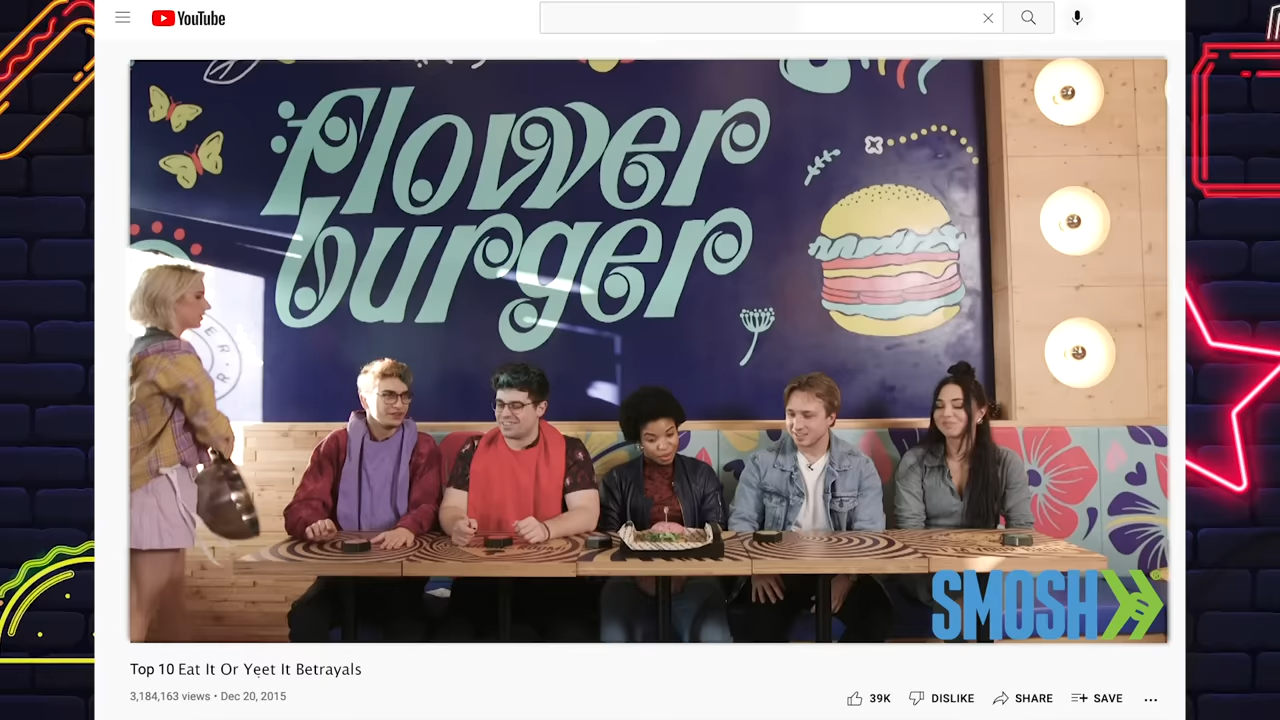 YouTube
flower
burger
SMOSH
Top 10 Eat It Or Yeet It Betrayals
3,184,163 views • Dec 20, 2015
39K DISLIKE SHARE SAVE